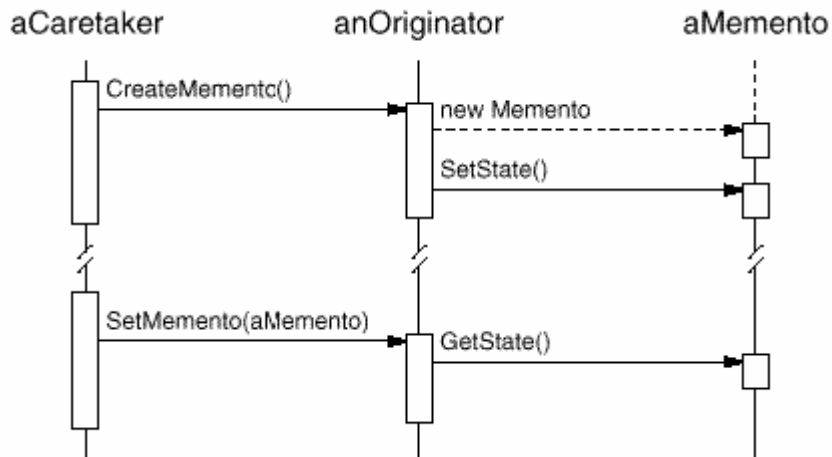 aCaretaker anOriginator aMemento
CreateMemento()
new Memento
SetState()
SetMemento(aMemento)
GetState()